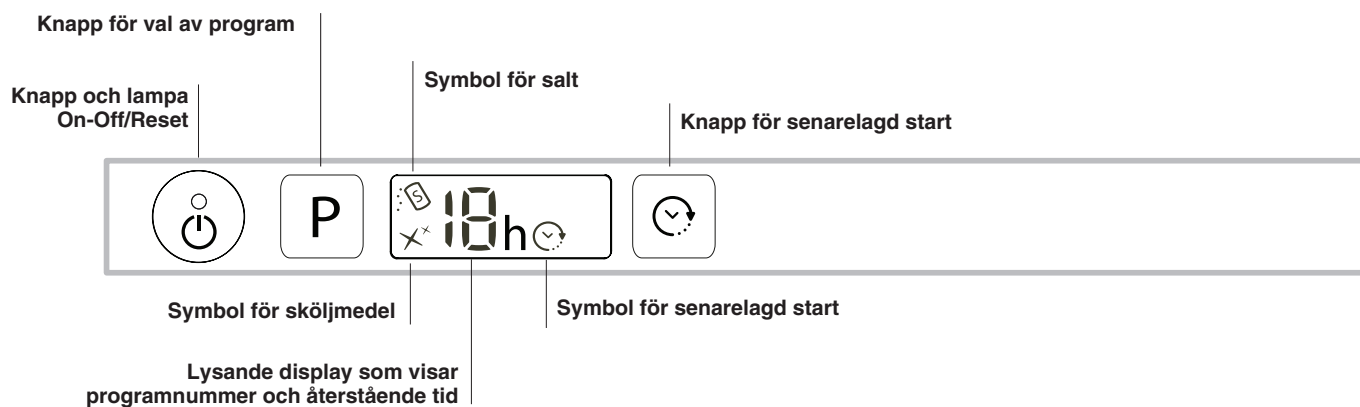 Knapp för val av program
Symbol för salt
Knapp och lampa
On-Off/Reset
Knapp för senarelagd start
P
S
18h
Symbol för sköljmedel
Symbol för senarelagd start
Lysande display som visar
programnummer och återstående tid